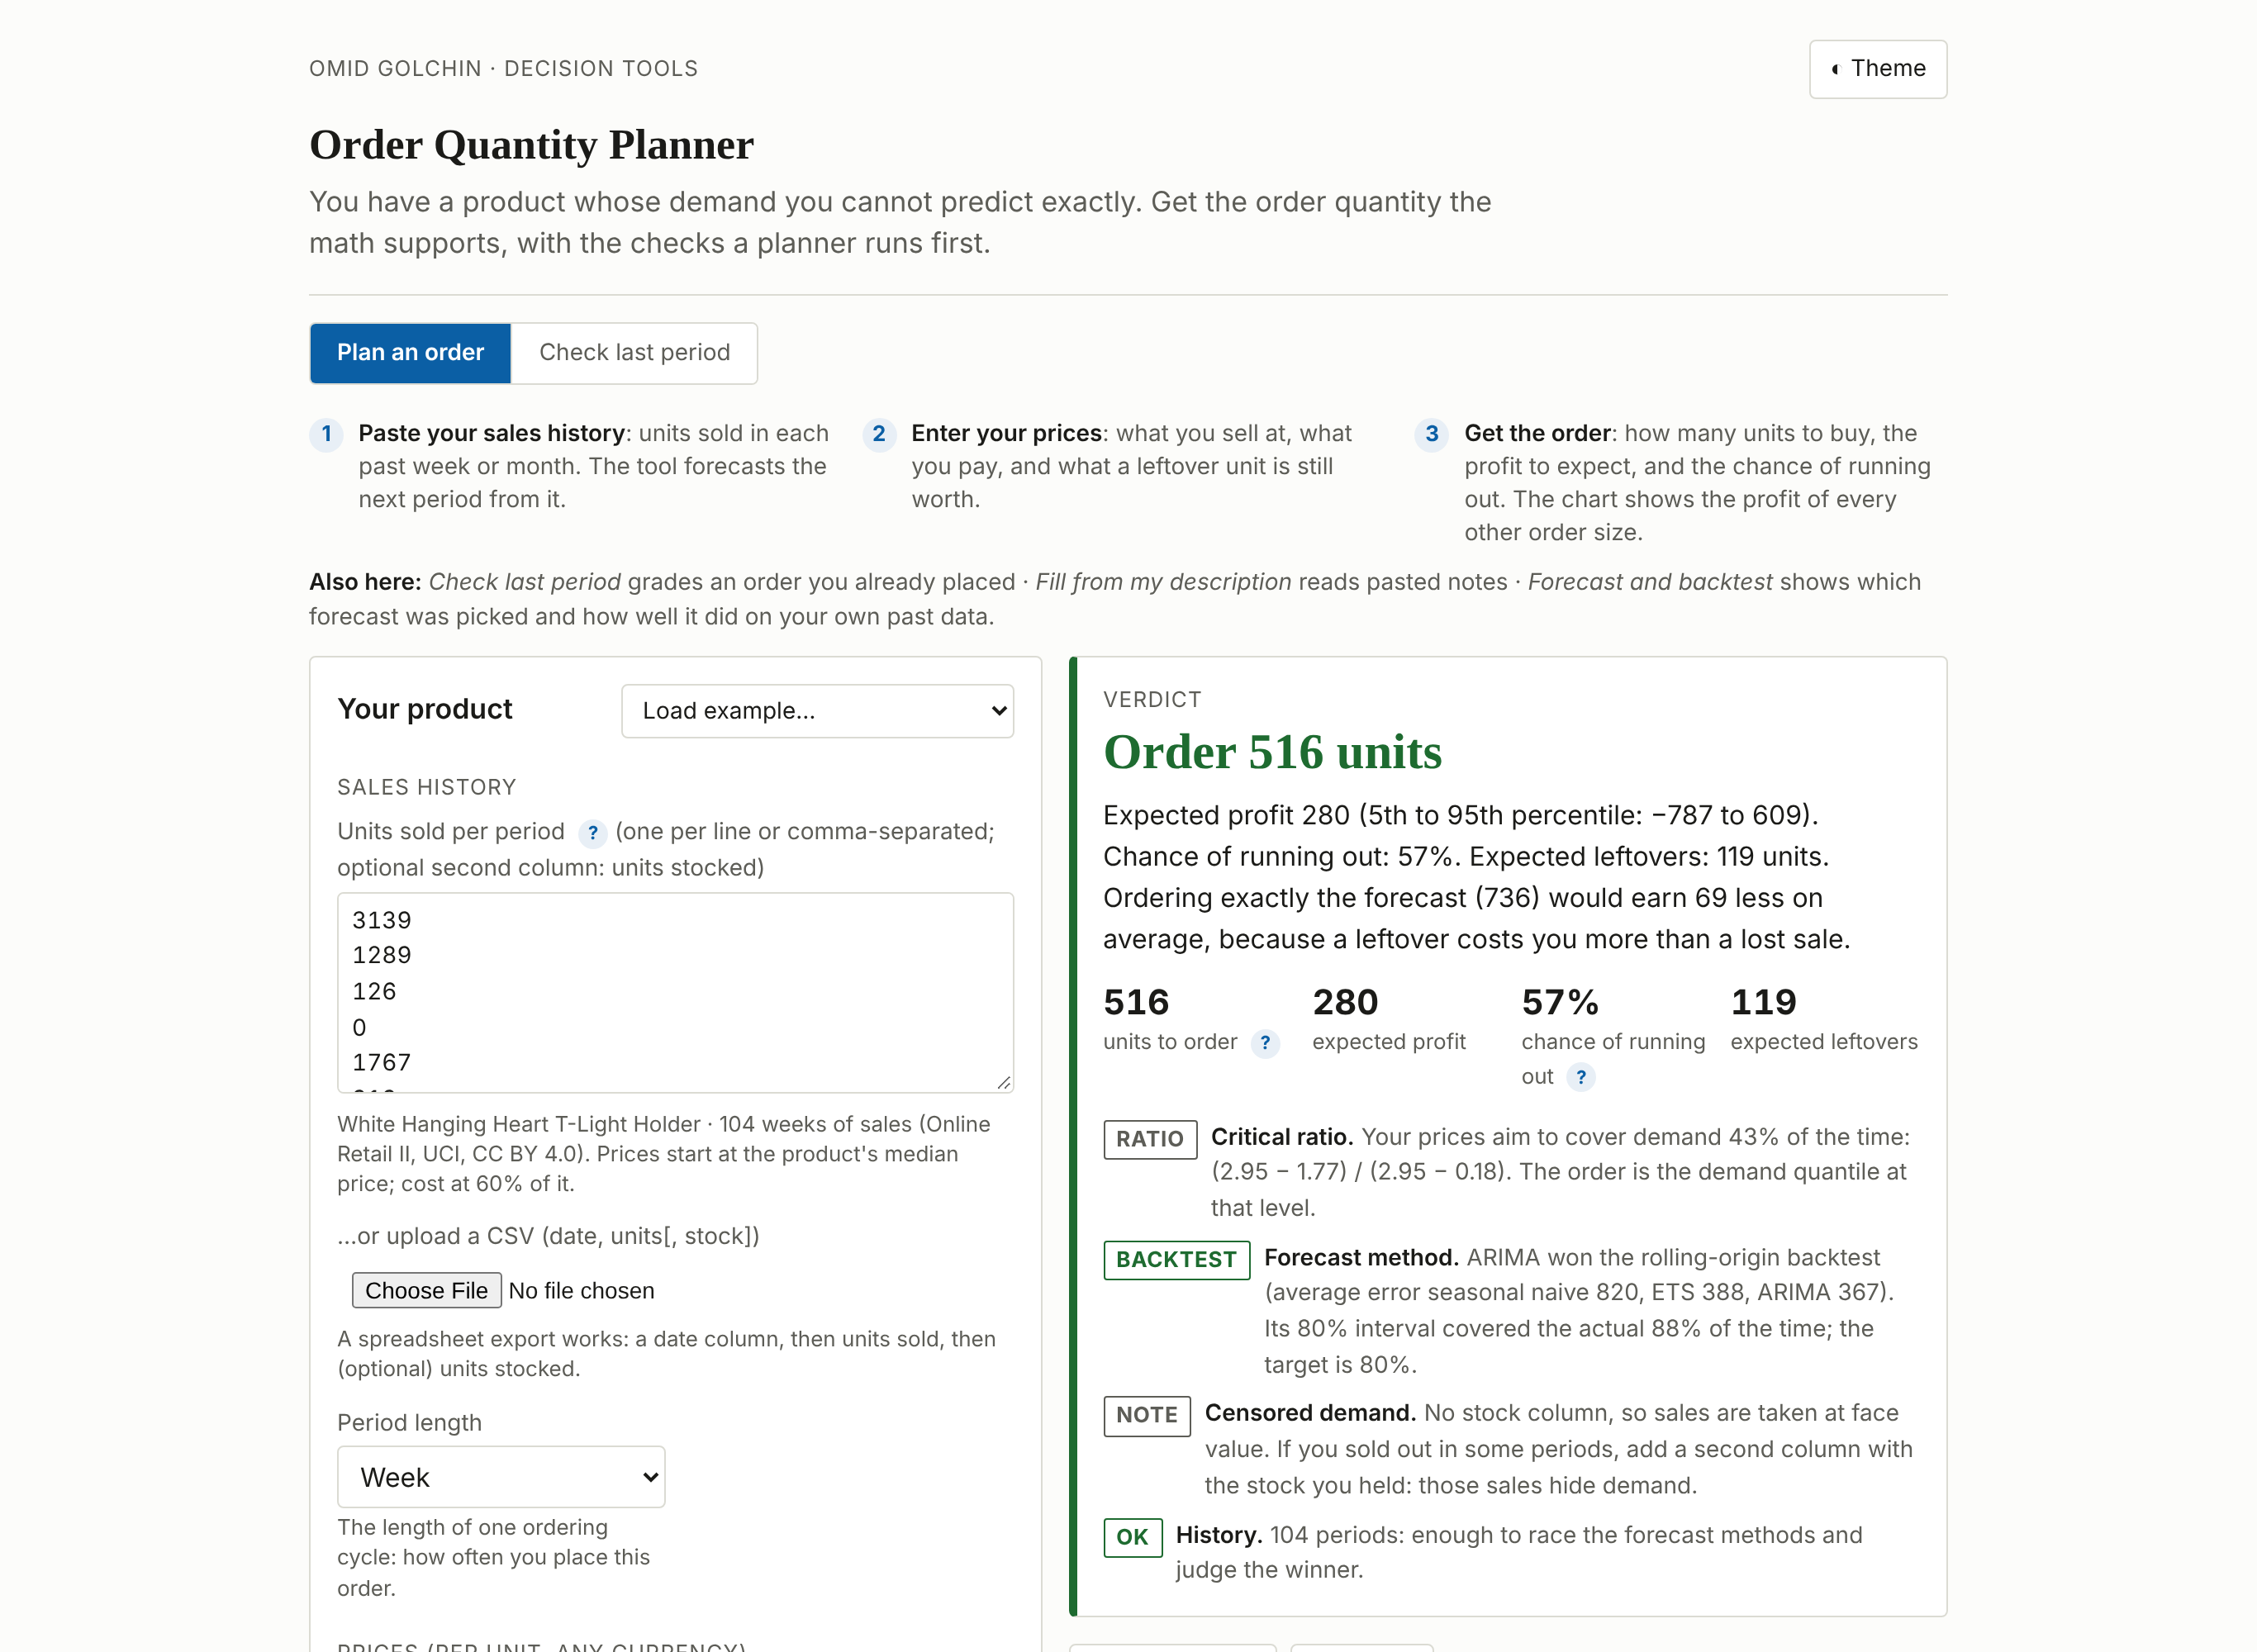 OMID GOLCHIN · DECISION TOOLS
Theme
Order Quantity Planner
You have a product whose demand you cannot predict exactly. Get the order quantity the
math supports, with the checks a planner runs first.
Plan an order
Check last period
1
Paste your sales history: units sold in each
past week or month. The tool forecasts the
next period from it.
2
Enter your prices: what you sell at, what
you pay, and what a leftover unit is still
worth.
3
Get the order: how many units to buy, the
profit to expect, and the chance of running
out. The chart shows the profit of every
other order size.
Also here: Check last period grades an order you already placed · Fill from my description reads pasted notes · Forecast and backtest shows which
forecast was picked and how well it did on your own past data.
Your product
Load example...
SALES HISTORY
Units sold per period ? (one per line or comma-separated;
optional second column: units stocked)
3139
1289
126
0
1767
White Hanging Heart T-Light Holder · 104 weeks of sales (Online
Retail II, UCI, CC BY 4.0). Prices start at the product's median
price; cost at 60% of it.
...or upload a CSV (date, units[, stock])
Choose File No file chosen
A spreadsheet export works: a date column, then units sold, then
(optional) units stocked.
Period length
Week
The length of one ordering
cycle: how often you place this
order.
PRICES (PER UNIT, ANY CURRENCY)
VERDICT
Order 516 units
Expected profit 280 (5th to 95th percentile: −787 to 609).
Chance of running out: 57%. Expected leftovers: 119 units.
Ordering exactly the forecast (736) would earn 69 less on
average, because a leftover costs you more than a lost sale.
516
units to order ?
280
expected profit
57%
chance of running
out ?
119
expected leftovers
RATIO
Critical ratio. Your prices aim to cover demand 43% of the time:
(2.95 − 1.77) / (2.95 − 0.18). The order is the demand quantile at
that level.
BACKTEST
Forecast method. ARIMA won the rolling-origin backtest
(average error seasonal naive 820, ETS 388, ARIMA 367).
Its 80% interval covered the actual 88% of the time; the
target is 80%.
NOTE
Censored demand. No stock column, so sales are taken at face
value. If you sold out in some periods, add a second column with
the stock you held: those sales hide demand.
OK
History. 104 periods: enough to race the forecast methods and
judge the winner.